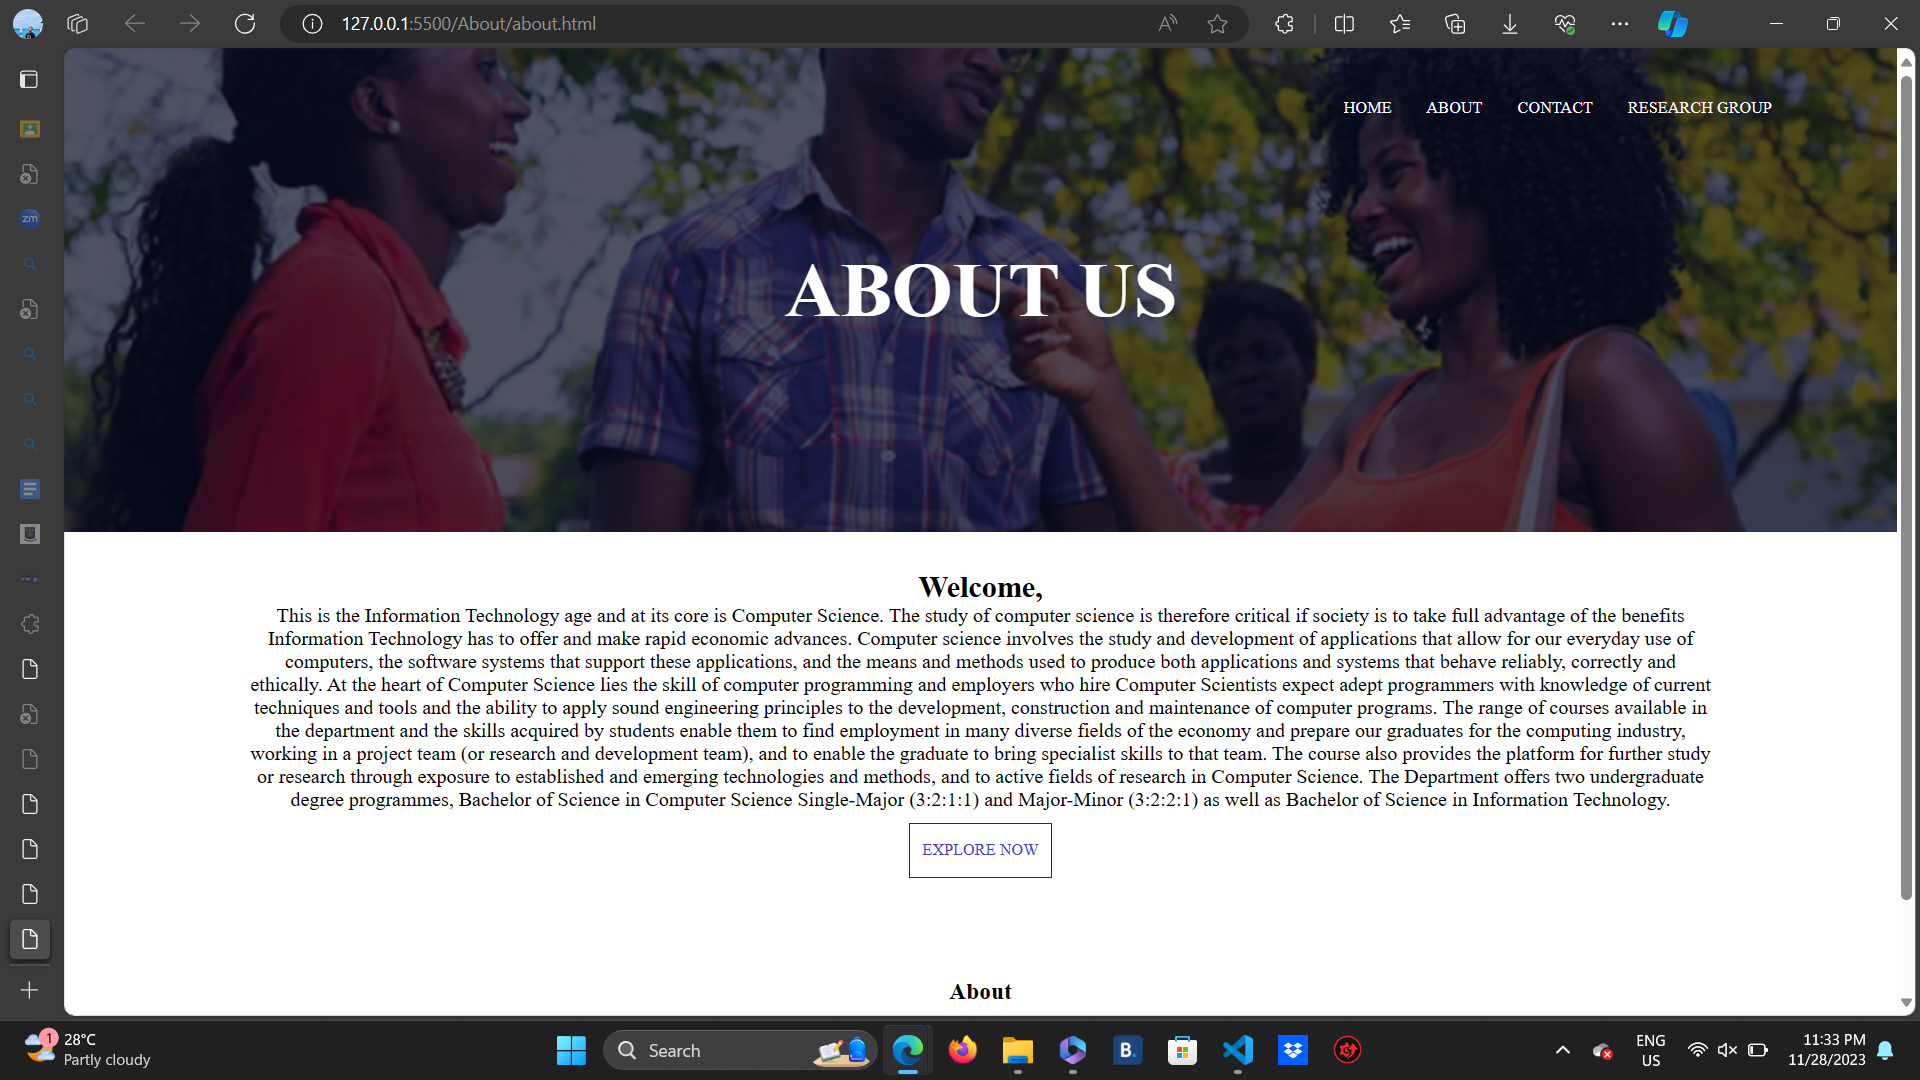 127.0.0.1:5500/About/about.html
zm
HOME ABOUT CONTACT RESEARCH GROUP
ABOUT US
Welcome,
This is the Information Technology age and at its core is Computer Science. The study of computer science is therefore critical if society is to take full advantage of the benefits
Information Technology has to offer and make rapid economic advances. Computer science involves the study and development of applications that allow for our everyday use of
computers, the software systems that support these applications, and the means and methods used to produce both applications and systems that behave reliably, correctly and
ethically. At the heart of Computer Science lies the skill of computer programming and employers who hire Computer Scientists expect adept programmers with knowledge of current
techniques and tools and the ability to apply sound engineering principles to the development, construction and maintenance of computer programs. The range of courses available in
the department and the skills acquired by students enable them to find employment in many diverse fields of the economy and prepare our graduates for the computing industry,
working in a project team (or research and development team), and to enable the graduate to bring specialist skills to that team. The course also provides the platform for further study
or research through exposure to established and emerging technologies and methods, and to active fields of research in Computer Science. The Department offers two undergraduate
degree programmes, Bachelor of Science in Computer Science Single-Major (3:2:1:1) and Major-Minor (3:2:2:1) as well as Bachelor of Science in Information Technology.
EXPLORE NOW
About
1
28°C
Partly cloudy
Search
B.
ENG
US
11:33 PM
11/28/2023